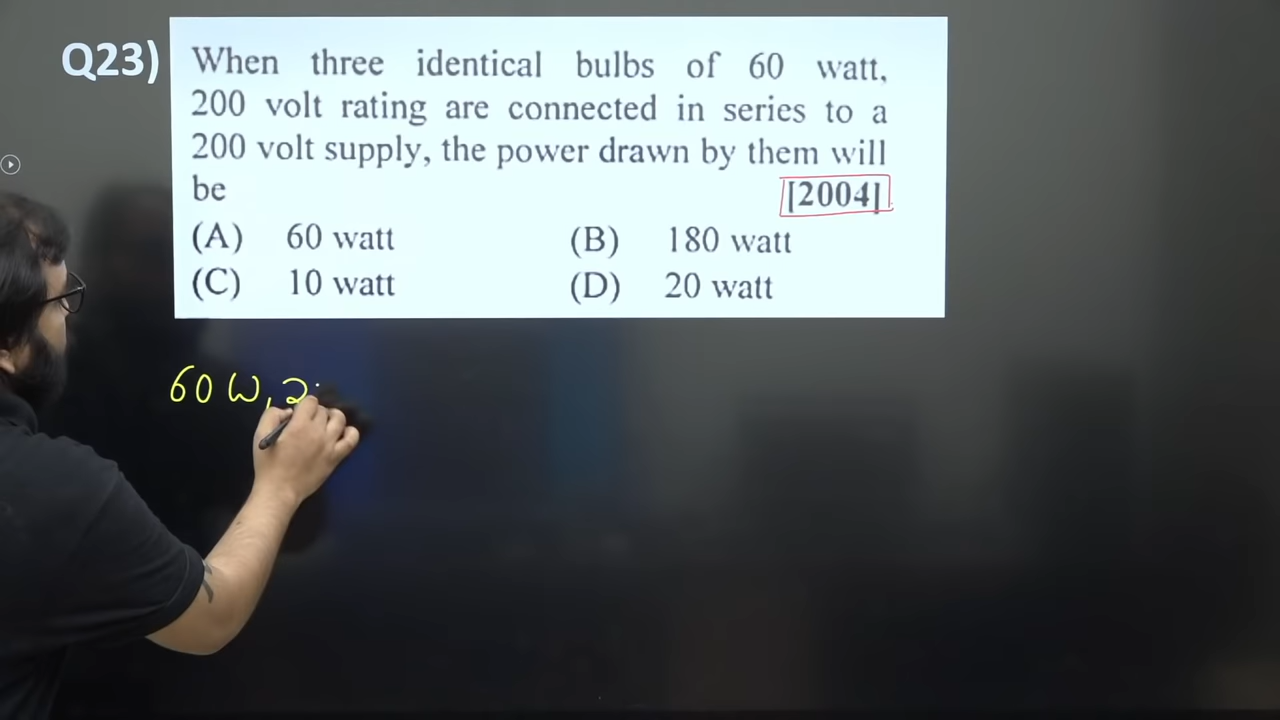 Q23) When three identical bulbs of 60 watt,
200 volt rating are connected in series to a
200 volt supply, the power drawn by them will
be [2004]
(A) 60 watt (B) 180 watt
(C) 10 watt (D) 20 watt
60 W, 2